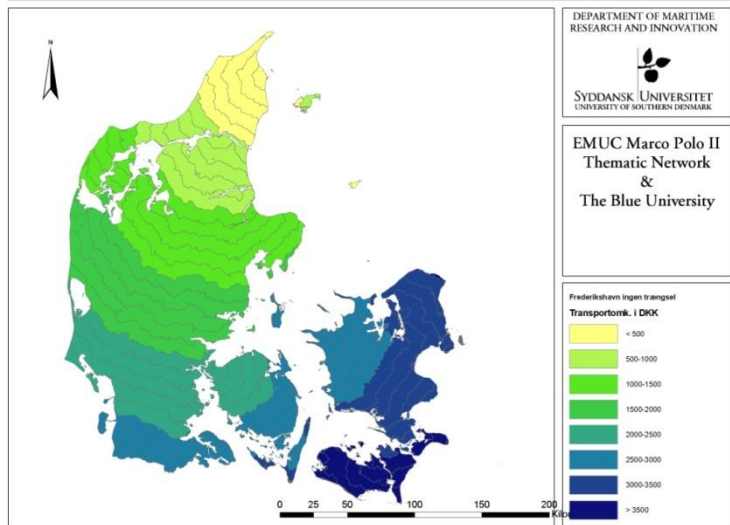 N
DEPARTMENT OF MARITIME
RESEARCH AND INNOVATION
SYDDANSK UNIVERSITET
UNIVERSITY OF SOUTHERN DENMARK
EMUC Marco Polo II
Thematic Network
&
The Blue University
Frederikshavn ingen trængsel
Transportomk. i DKK
< 500
500-1000
1000-1500
1500-2000
2000-2500
2500-3000
3000-3500
> 3500
0 25 50 100 150 200